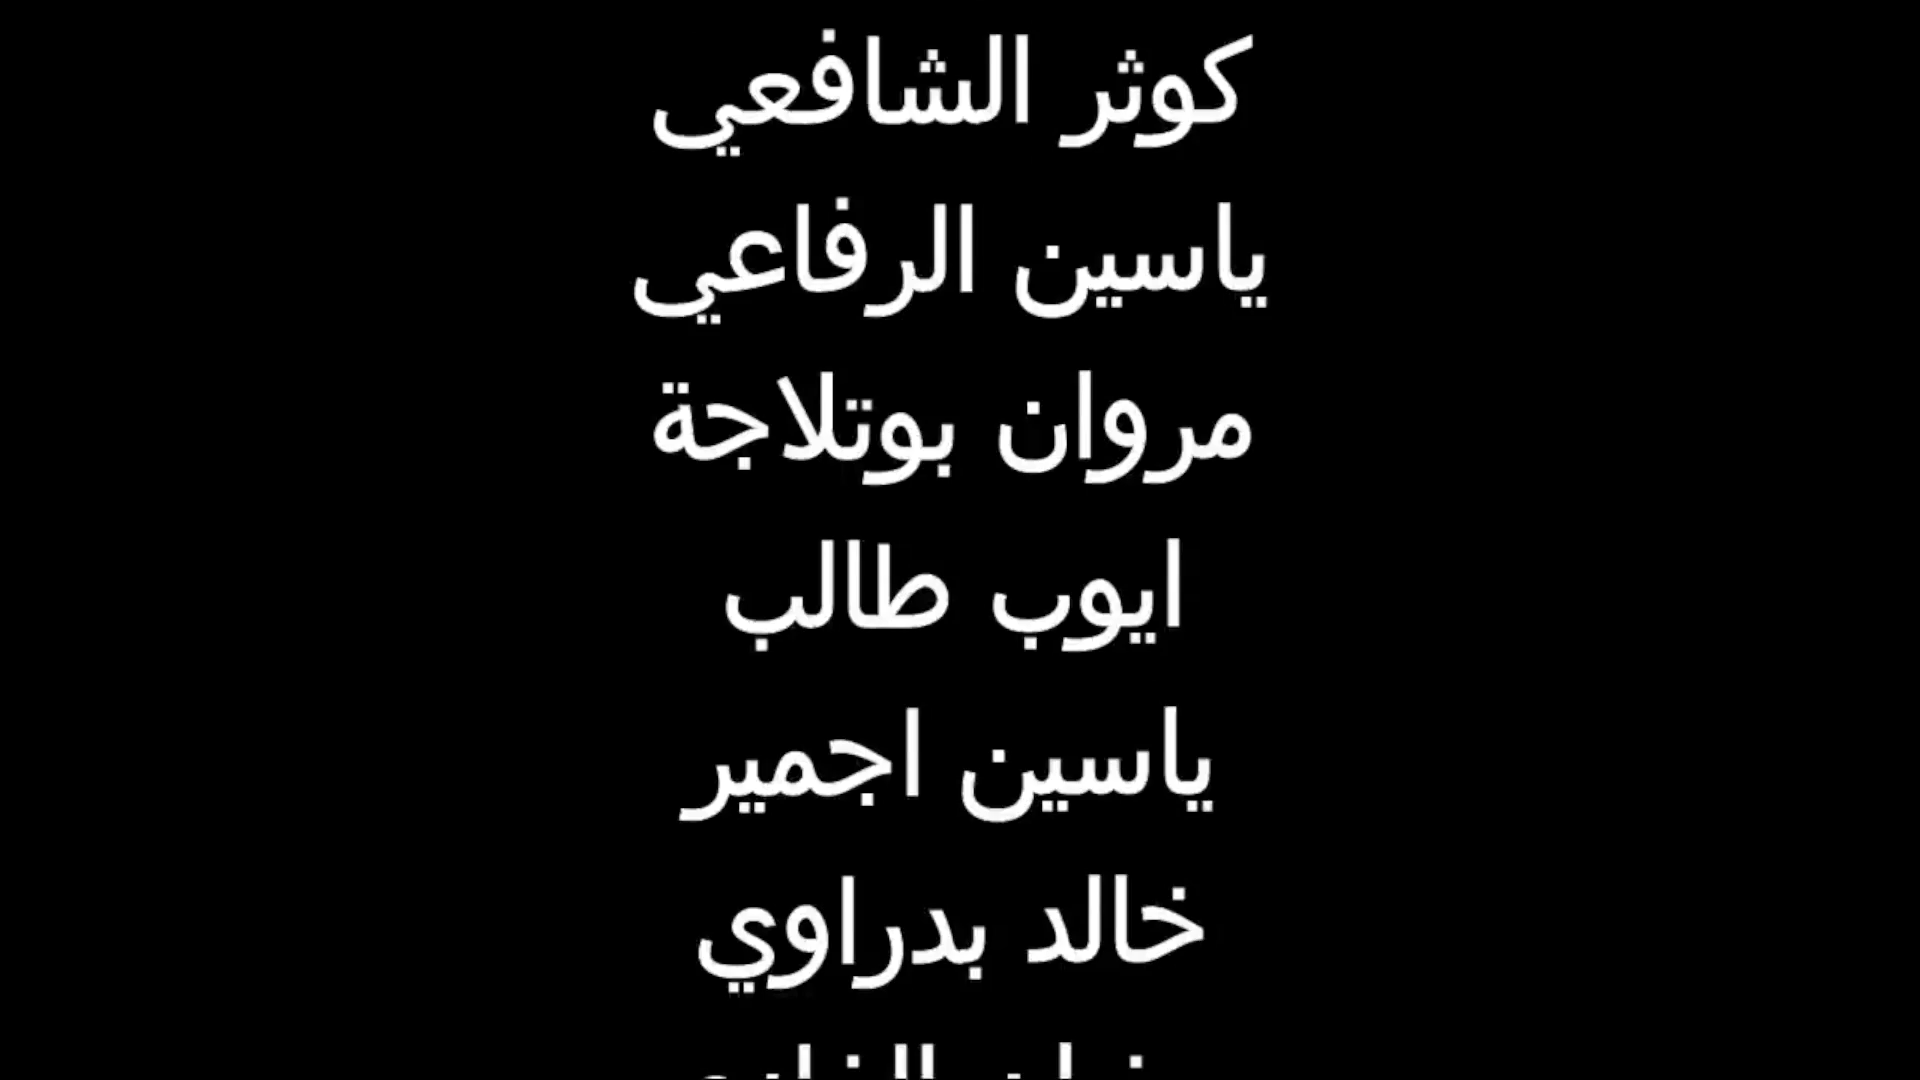 كوثر الشافعي
ياسين الرفاعي
مروان بوتلاجة
ايوب طالب
ياسين اجمير
خالد بدراوي